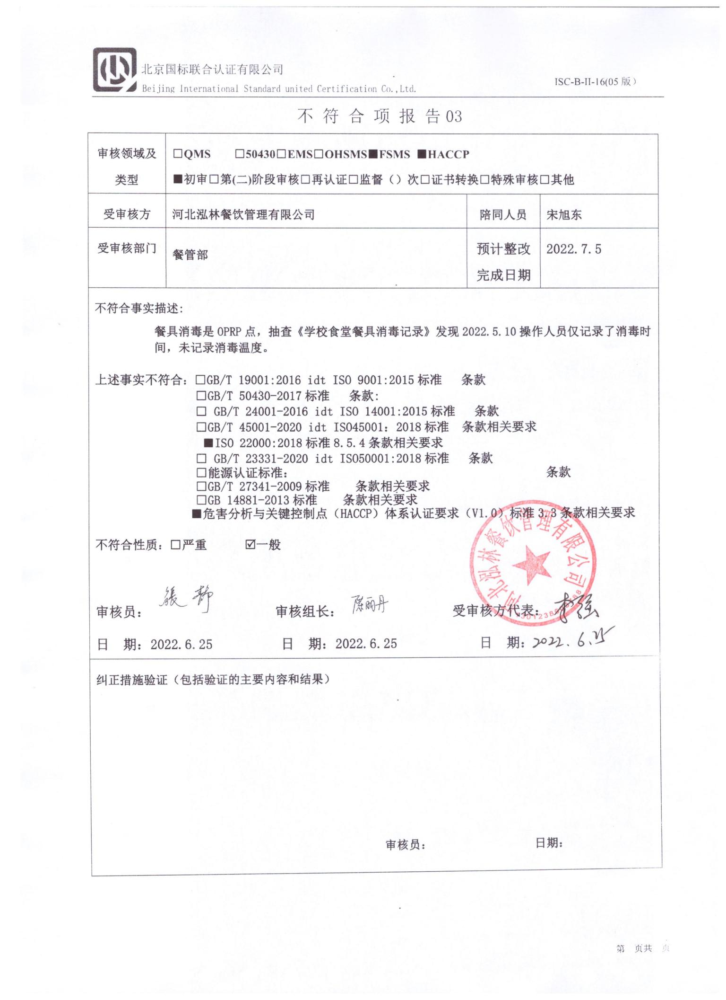 北京国标联合认证有限公司
Beijing International Standard united Certification Co.,Ltd.
ISC-B-II-16(05 版)
不 符 合 项 报 告 03
审核领域及
类型
□QMS □50430□EMS□OHSMS■FSMS ■HACCP
■初审□第(二)阶段审核□再认证□监督（）次□证书转换□特殊审核□其他
受审核方
河北泓林餐饮管理有限公司
陪同人员
宋旭东
受审核部门
餐管部
预计整改
完成日期
2022.7.5
不符合事实描述:
餐具消毒是 OPRP 点，抽查《学校食堂餐具消毒记录》发现 2022.5.10 操作人员仅记录了消毒时
间，未记录消毒温度。
上述事实不符合：□GB/T 19001:2016 idt ISO 9001:2015 标准 条款
□GB/T 50430-2017 标准 条款:
□ GB/T 24001-2016 idt ISO 14001:2015 标准 条款
□GB/T 45001-2020 idt ISO45001：2018 标准 条款相关要求
■ISO 22000:2018 标准 8.5.4 条款相关要求
□ GB/T 23331-2020 idt ISO50001:2018 标准 条款
□能源认证标准： 条款
□GB/T 27341-2009 标准 条款相关要求
□GB 14881-2013 标准 条款相关要求
■危害分析与关键控制点（HACCP）体系认证要求（V1.0）标准 3.3 条款相关要求
不符合性质：□严重 ☑一般
河北泓林餐饮管理有限公司
审核员： 张静
审核组长： 陈丽丹
受审核方代表： 李强
日 期：2022.6.25
日 期：2022.6.25
日 期：2022.6.25
纠正措施验证（包括验证的主要内容和结果）
审核员：
日期：
第 页共 页